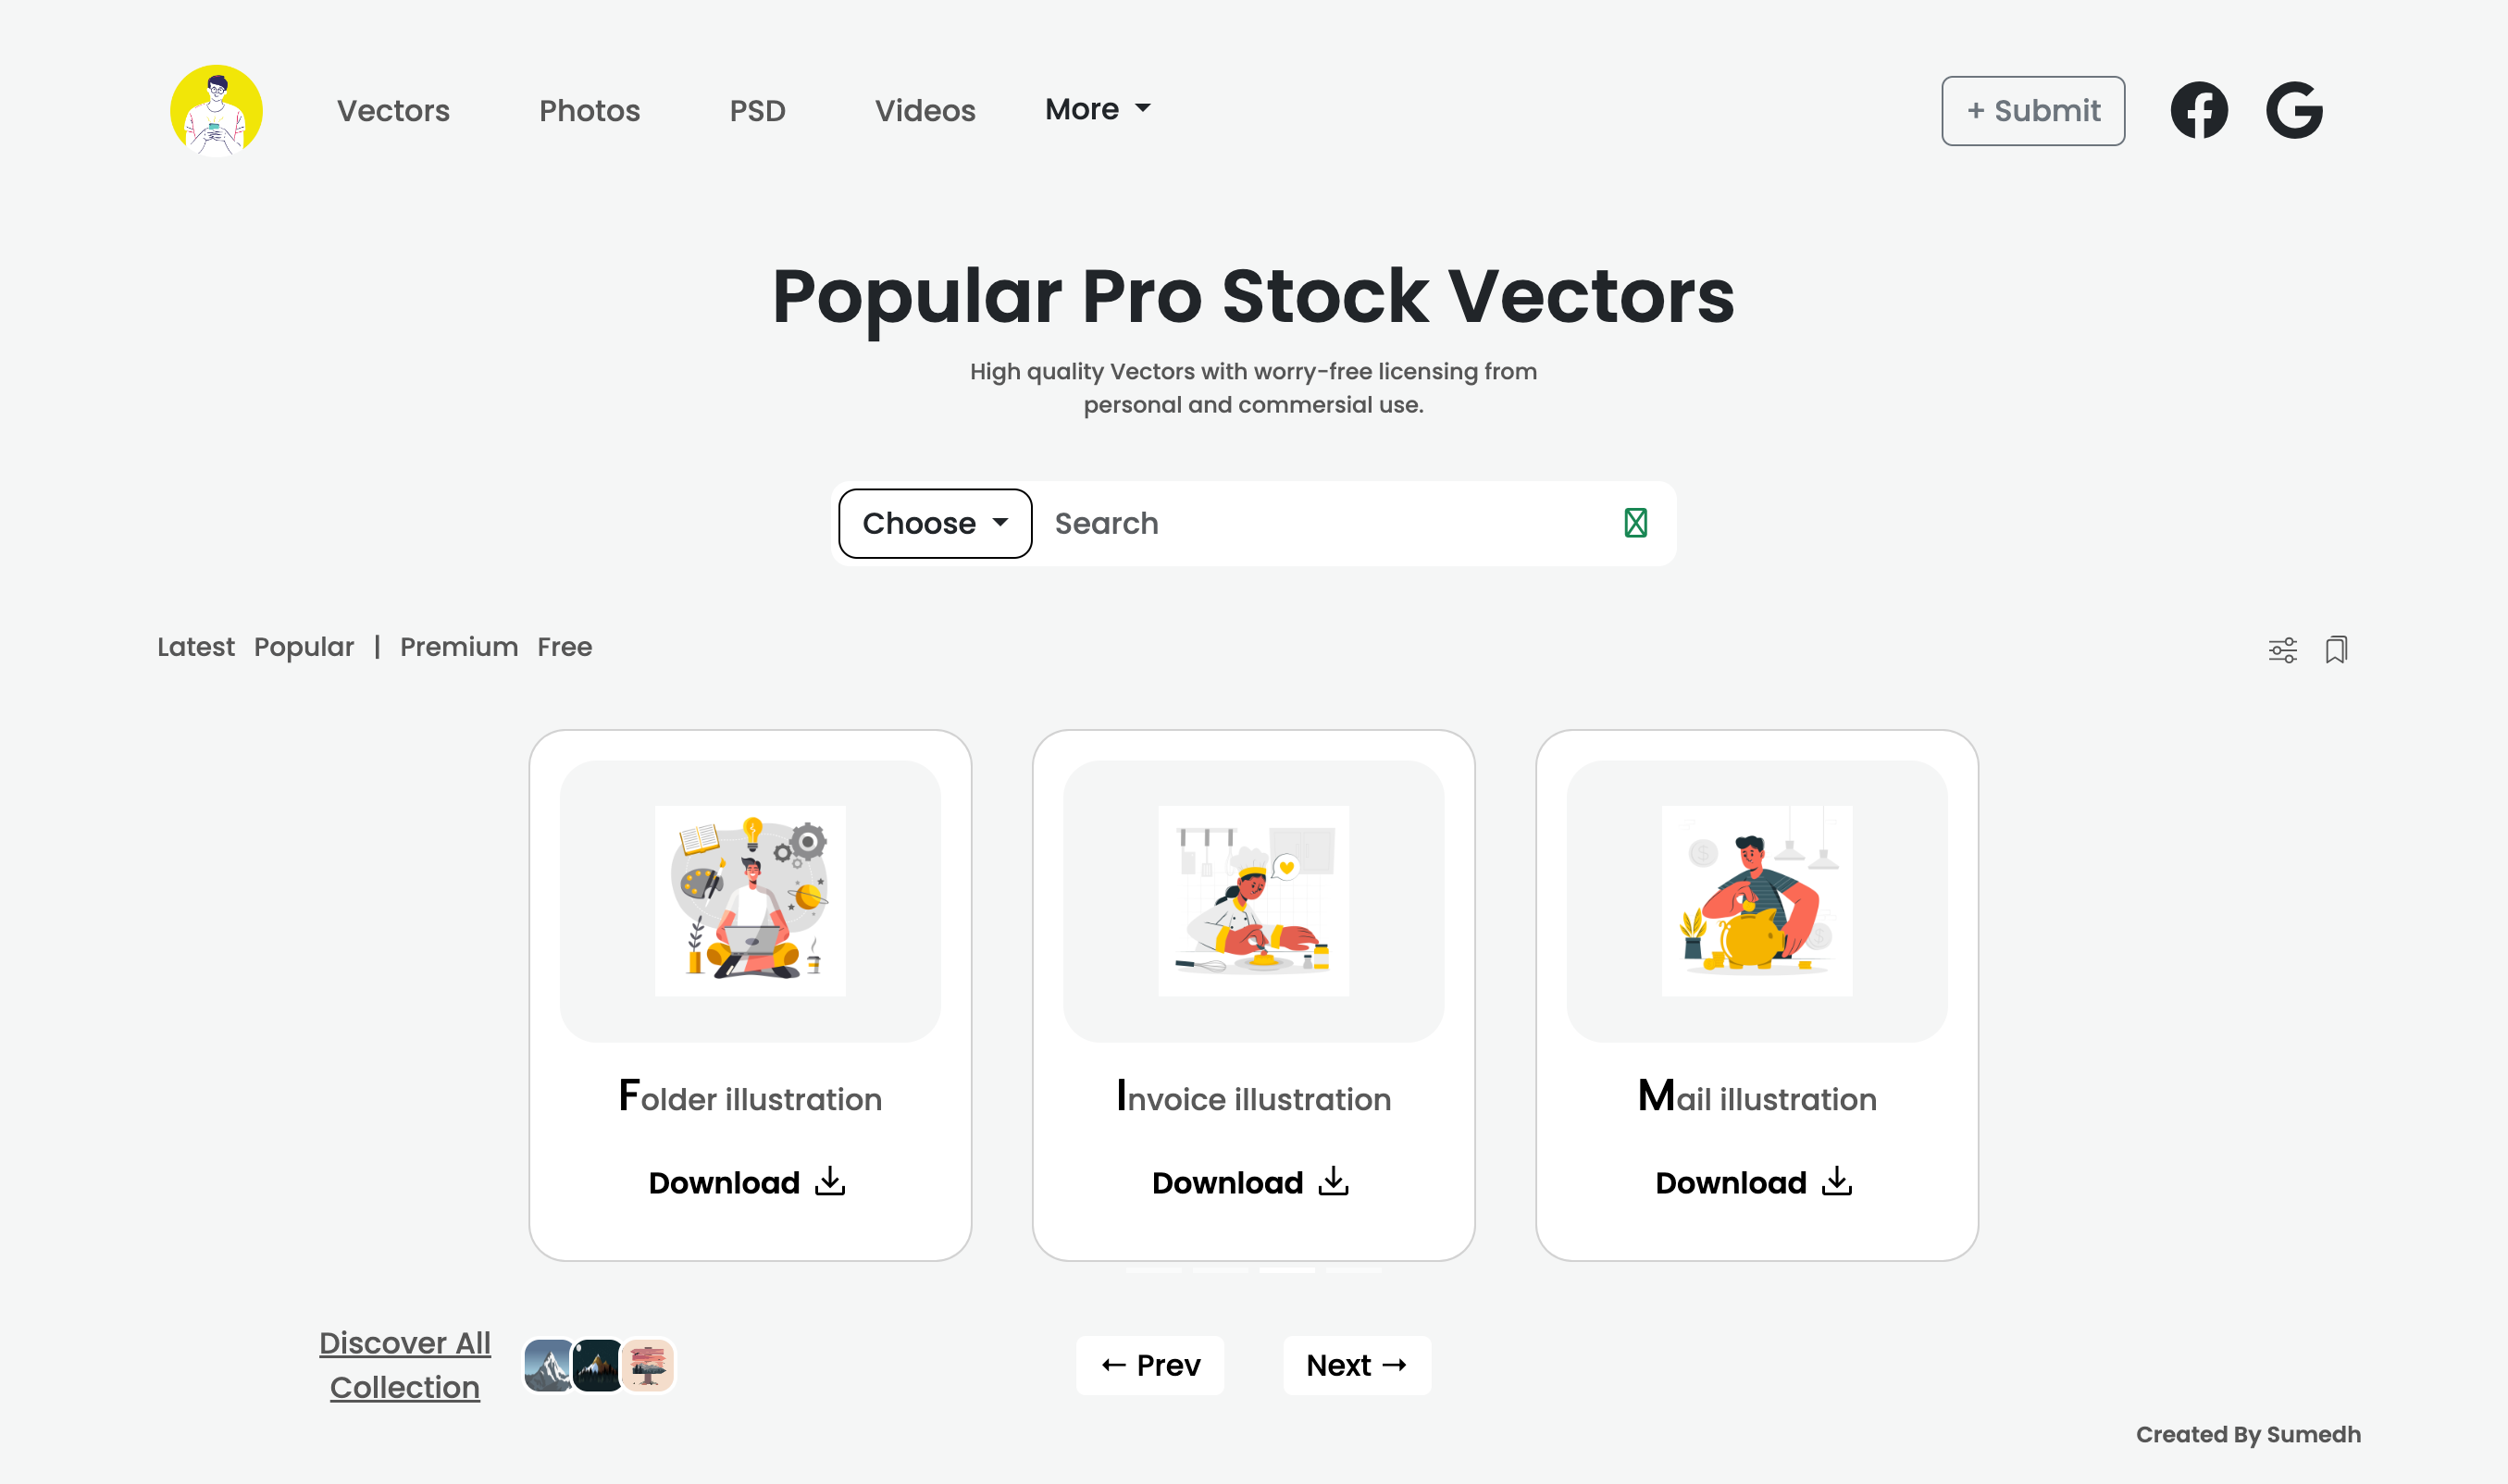 Vectors Photos PSD Videos More + Submit
Popular Pro Stock Vectors
High quality Vectors with worry-free licensing from
personal and commersial use.
Choose Search
Latest Popular | Premium Free
Folder illustration
Download
Invoice illustration
Download
Mail illustration
Download
Discover All
Collection
← Prev Next →
Created By Sumedh